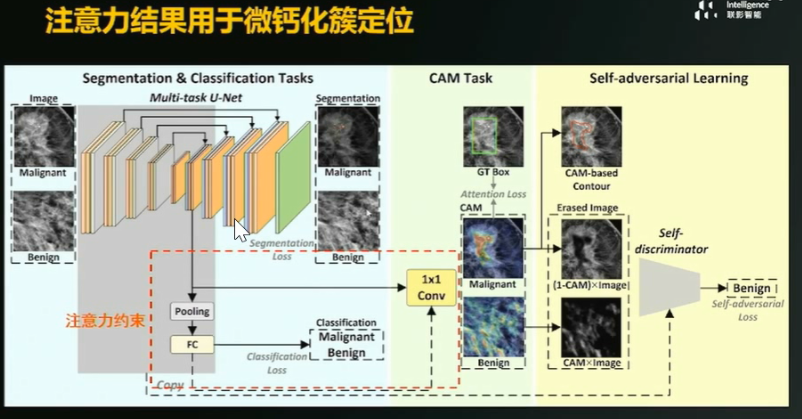 注意力结果用于微钙化簇定位
Intelligence
联影智能
Segmentation & Classification Tasks
CAM Task
Self-adversarial Learning
Image
Multi-task U-Net
Segmentation
Malignant
Malignant
GT Box
CAM-based
Contour
Attention Loss
CAM
Erased Image
Benign
Segmentation
Loss
Benign
Malignant
(1-CAM)×Image
Self-
discriminator
Benign
Self-adversarial
Loss
1x1
Conv
注意力约束
Pooling
FC
Classification
Malignant
Benign
Classification
Loss
Benign
CAM×Image
Copy